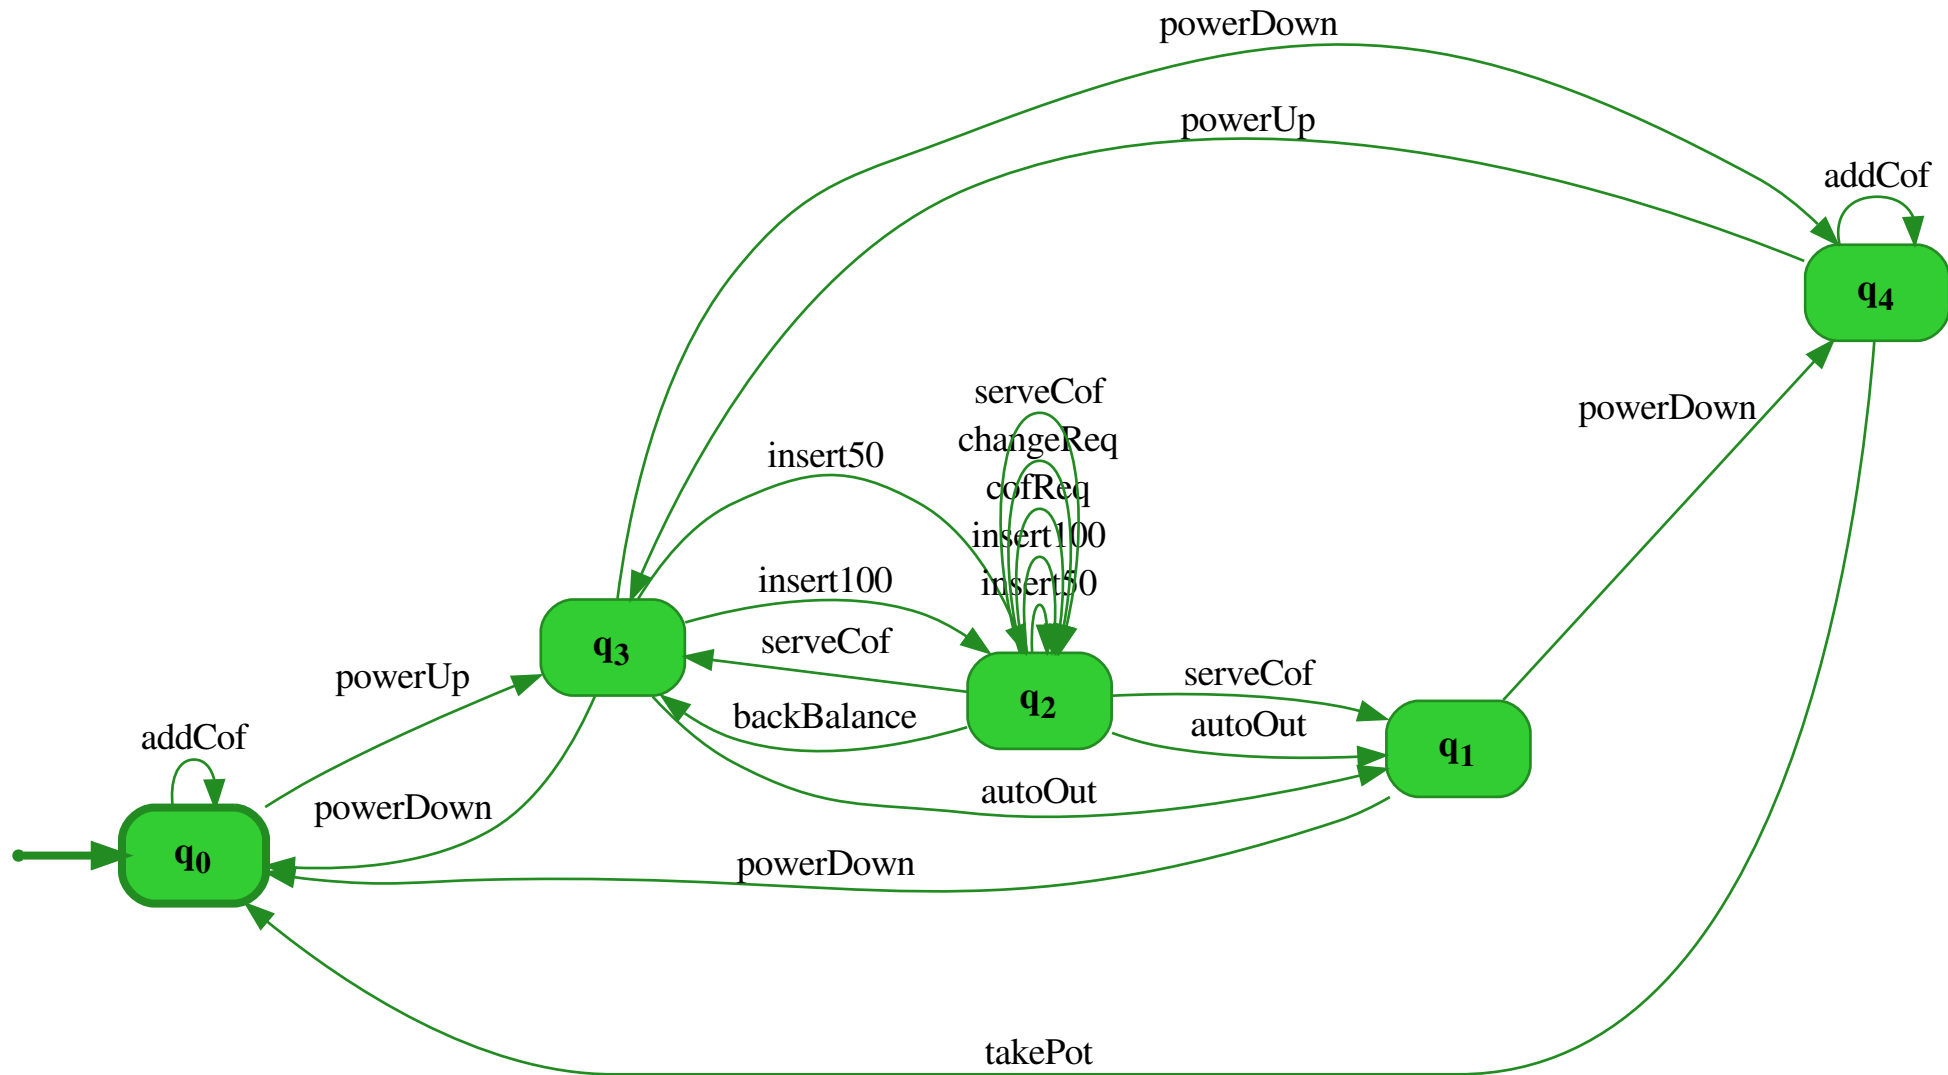 powerDown
powerUp
addCof
serveCof
changeReq
powerDown
insert50
cofReq
insert100
insert100
insert50
serveCof
powerUp
serveCof
backBalance
autoOut
addCof
autoOut
powerDown
powerDown
takePot
q4
q3
q2
q1
q0